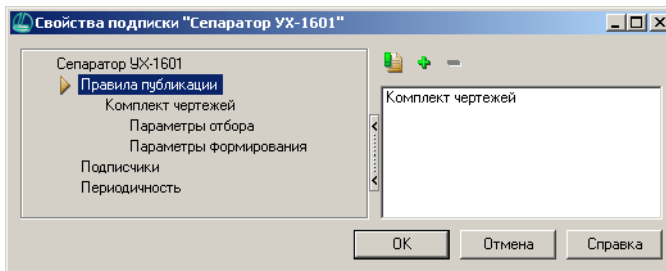 Свойства подписки "Сепаратор УХ-1601"
Сепаратор УХ-1601
Правила публикации
Комплект чертежей
Параметры отбора
Параметры формирования
Подписчики
Периодичность
Комплект чертежей
OK
Отмена
Справка